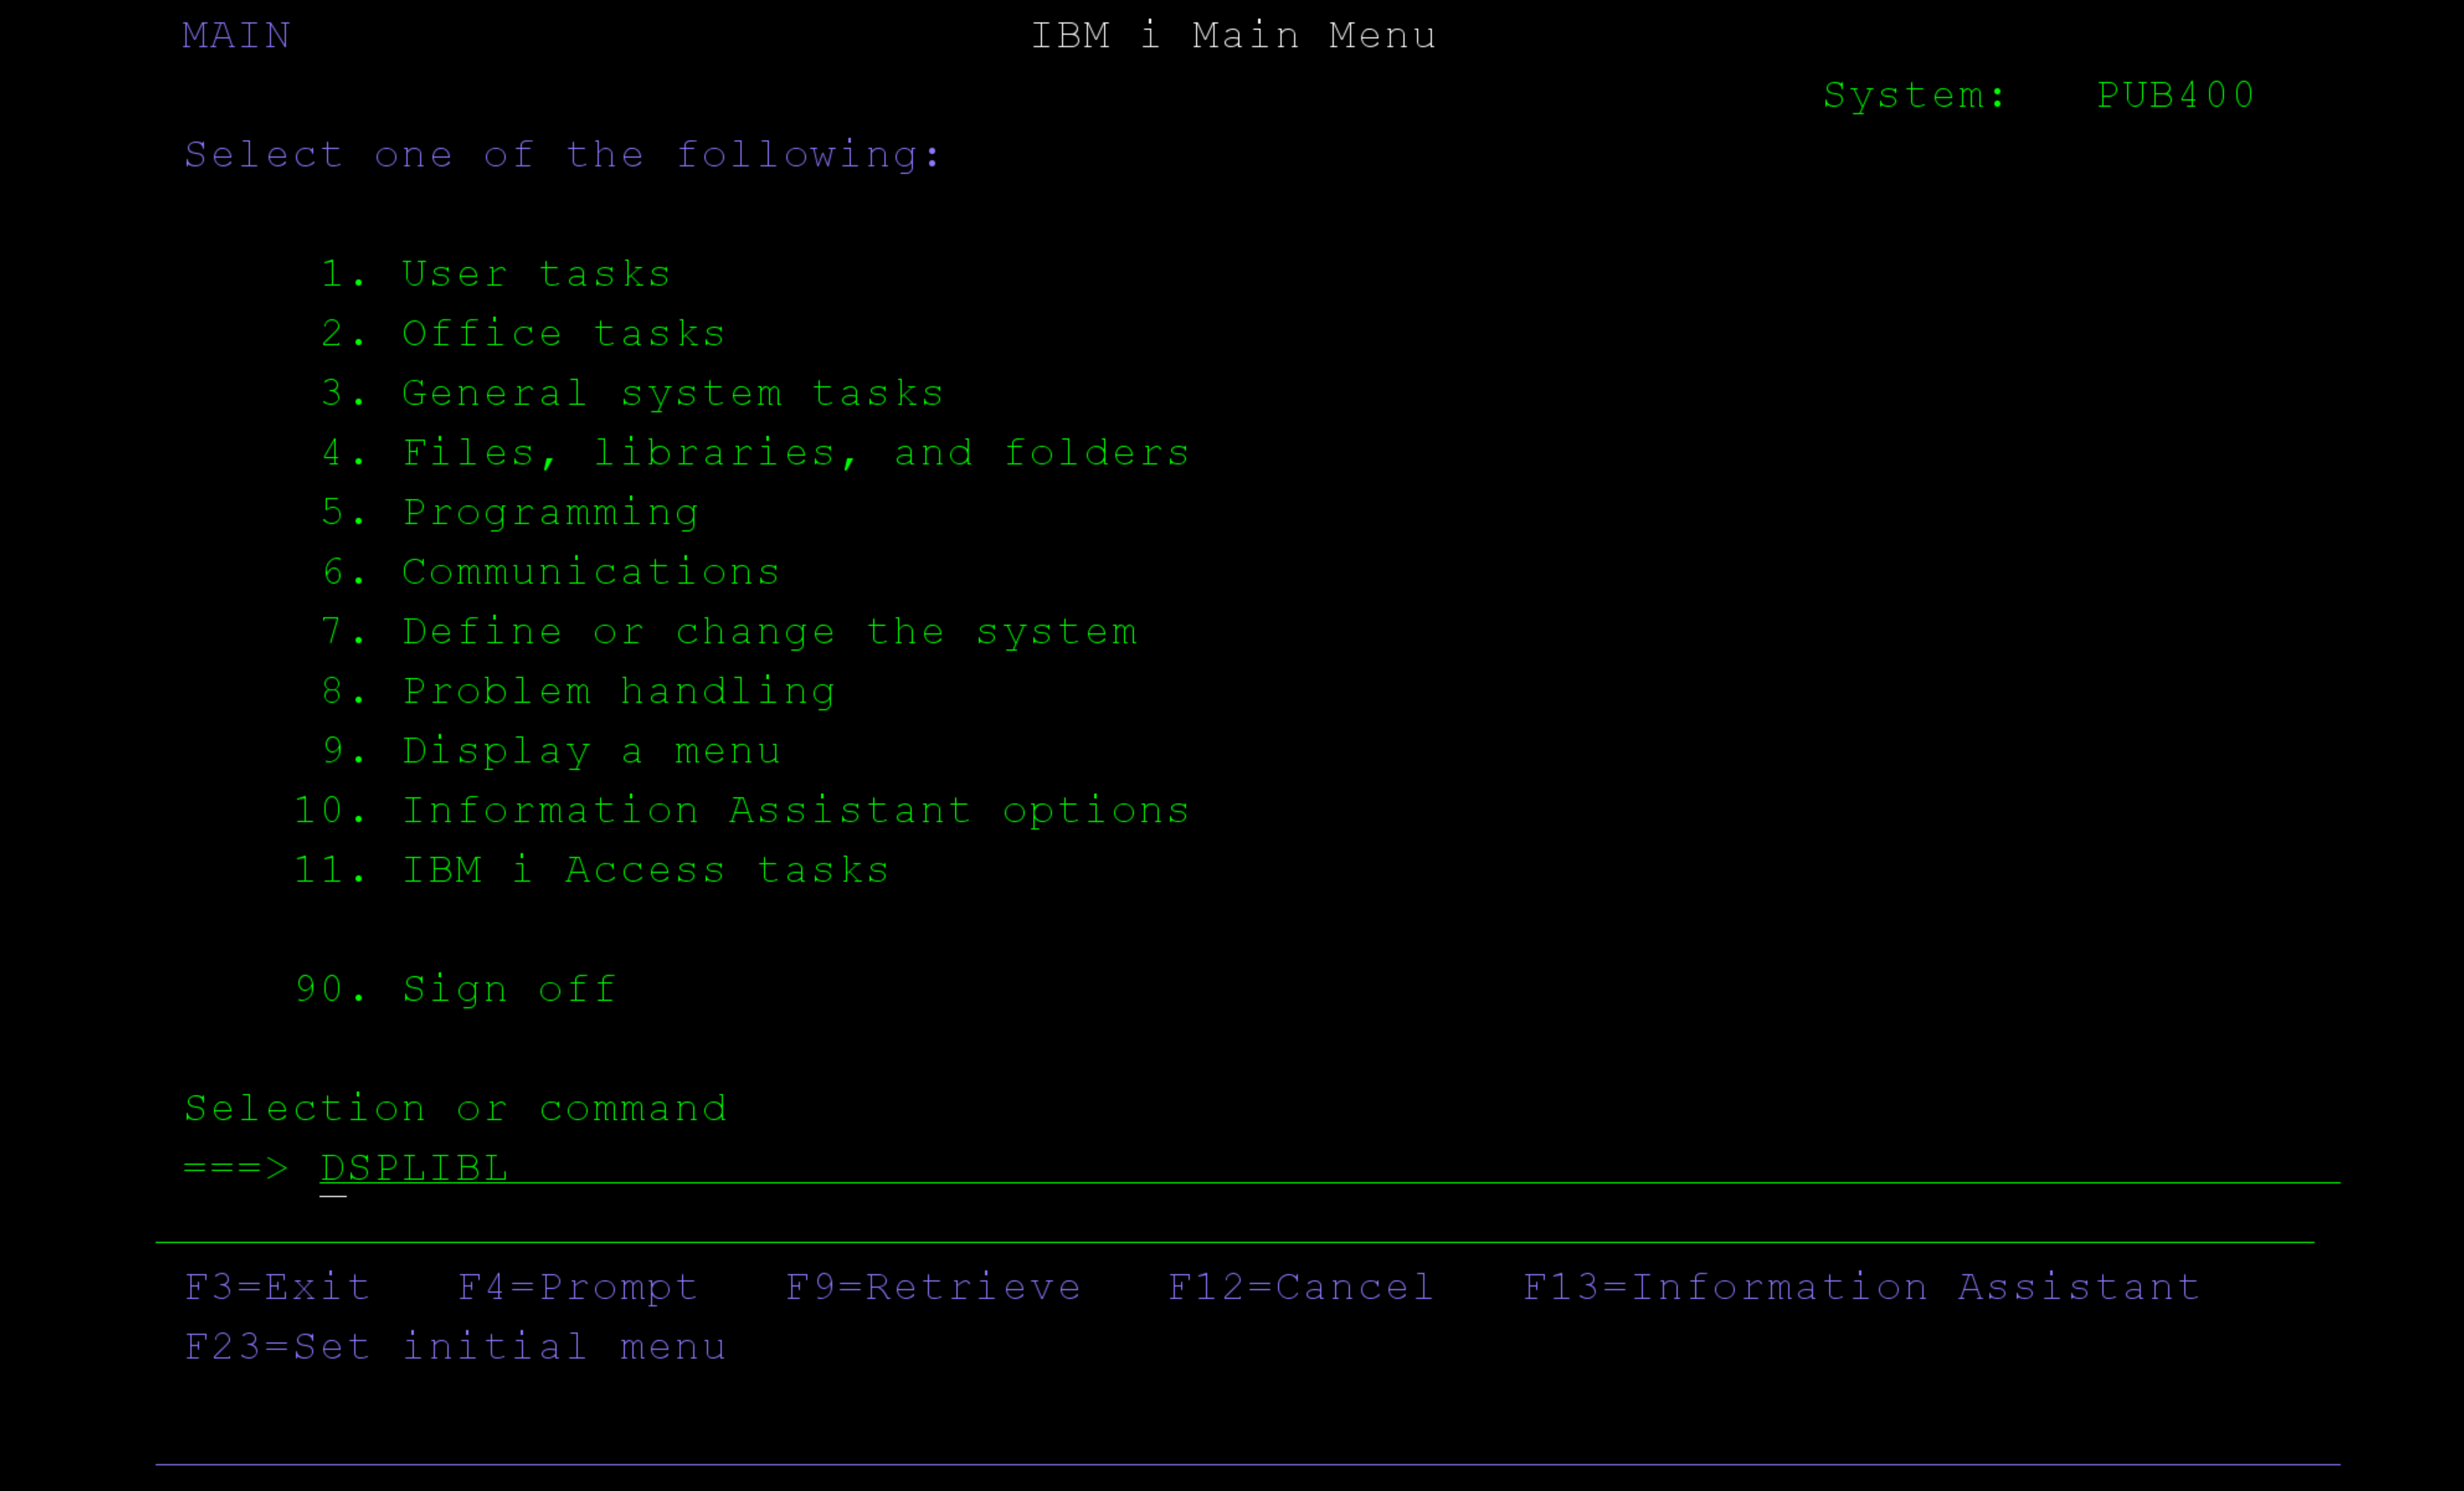 MAIN IBM i Main Menu
System: PUB400
Select one of the following:
1. User tasks
2. Office tasks
3. General system tasks
4. Files, libraries, and folders
5. Programming
6. Communications
7. Define or change the system
8. Problem handling
9. Display a menu
10. Information Assistant options
11. IBM i Access tasks
90. Sign off
Selection or command
===> DSPLIBL
F3=Exit F4=Prompt F9=Retrieve F12=Cancel F13=Information Assistant
F23=Set initial menu